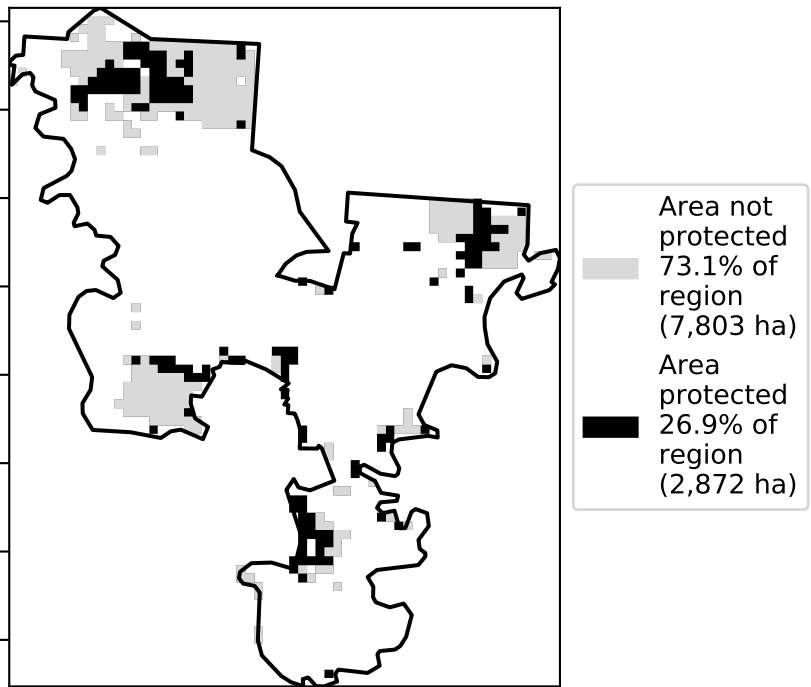 Area not
protected
73.1% of
region
(7,803 ha)
Area
protected
26.9% of
region
(2,872 ha)